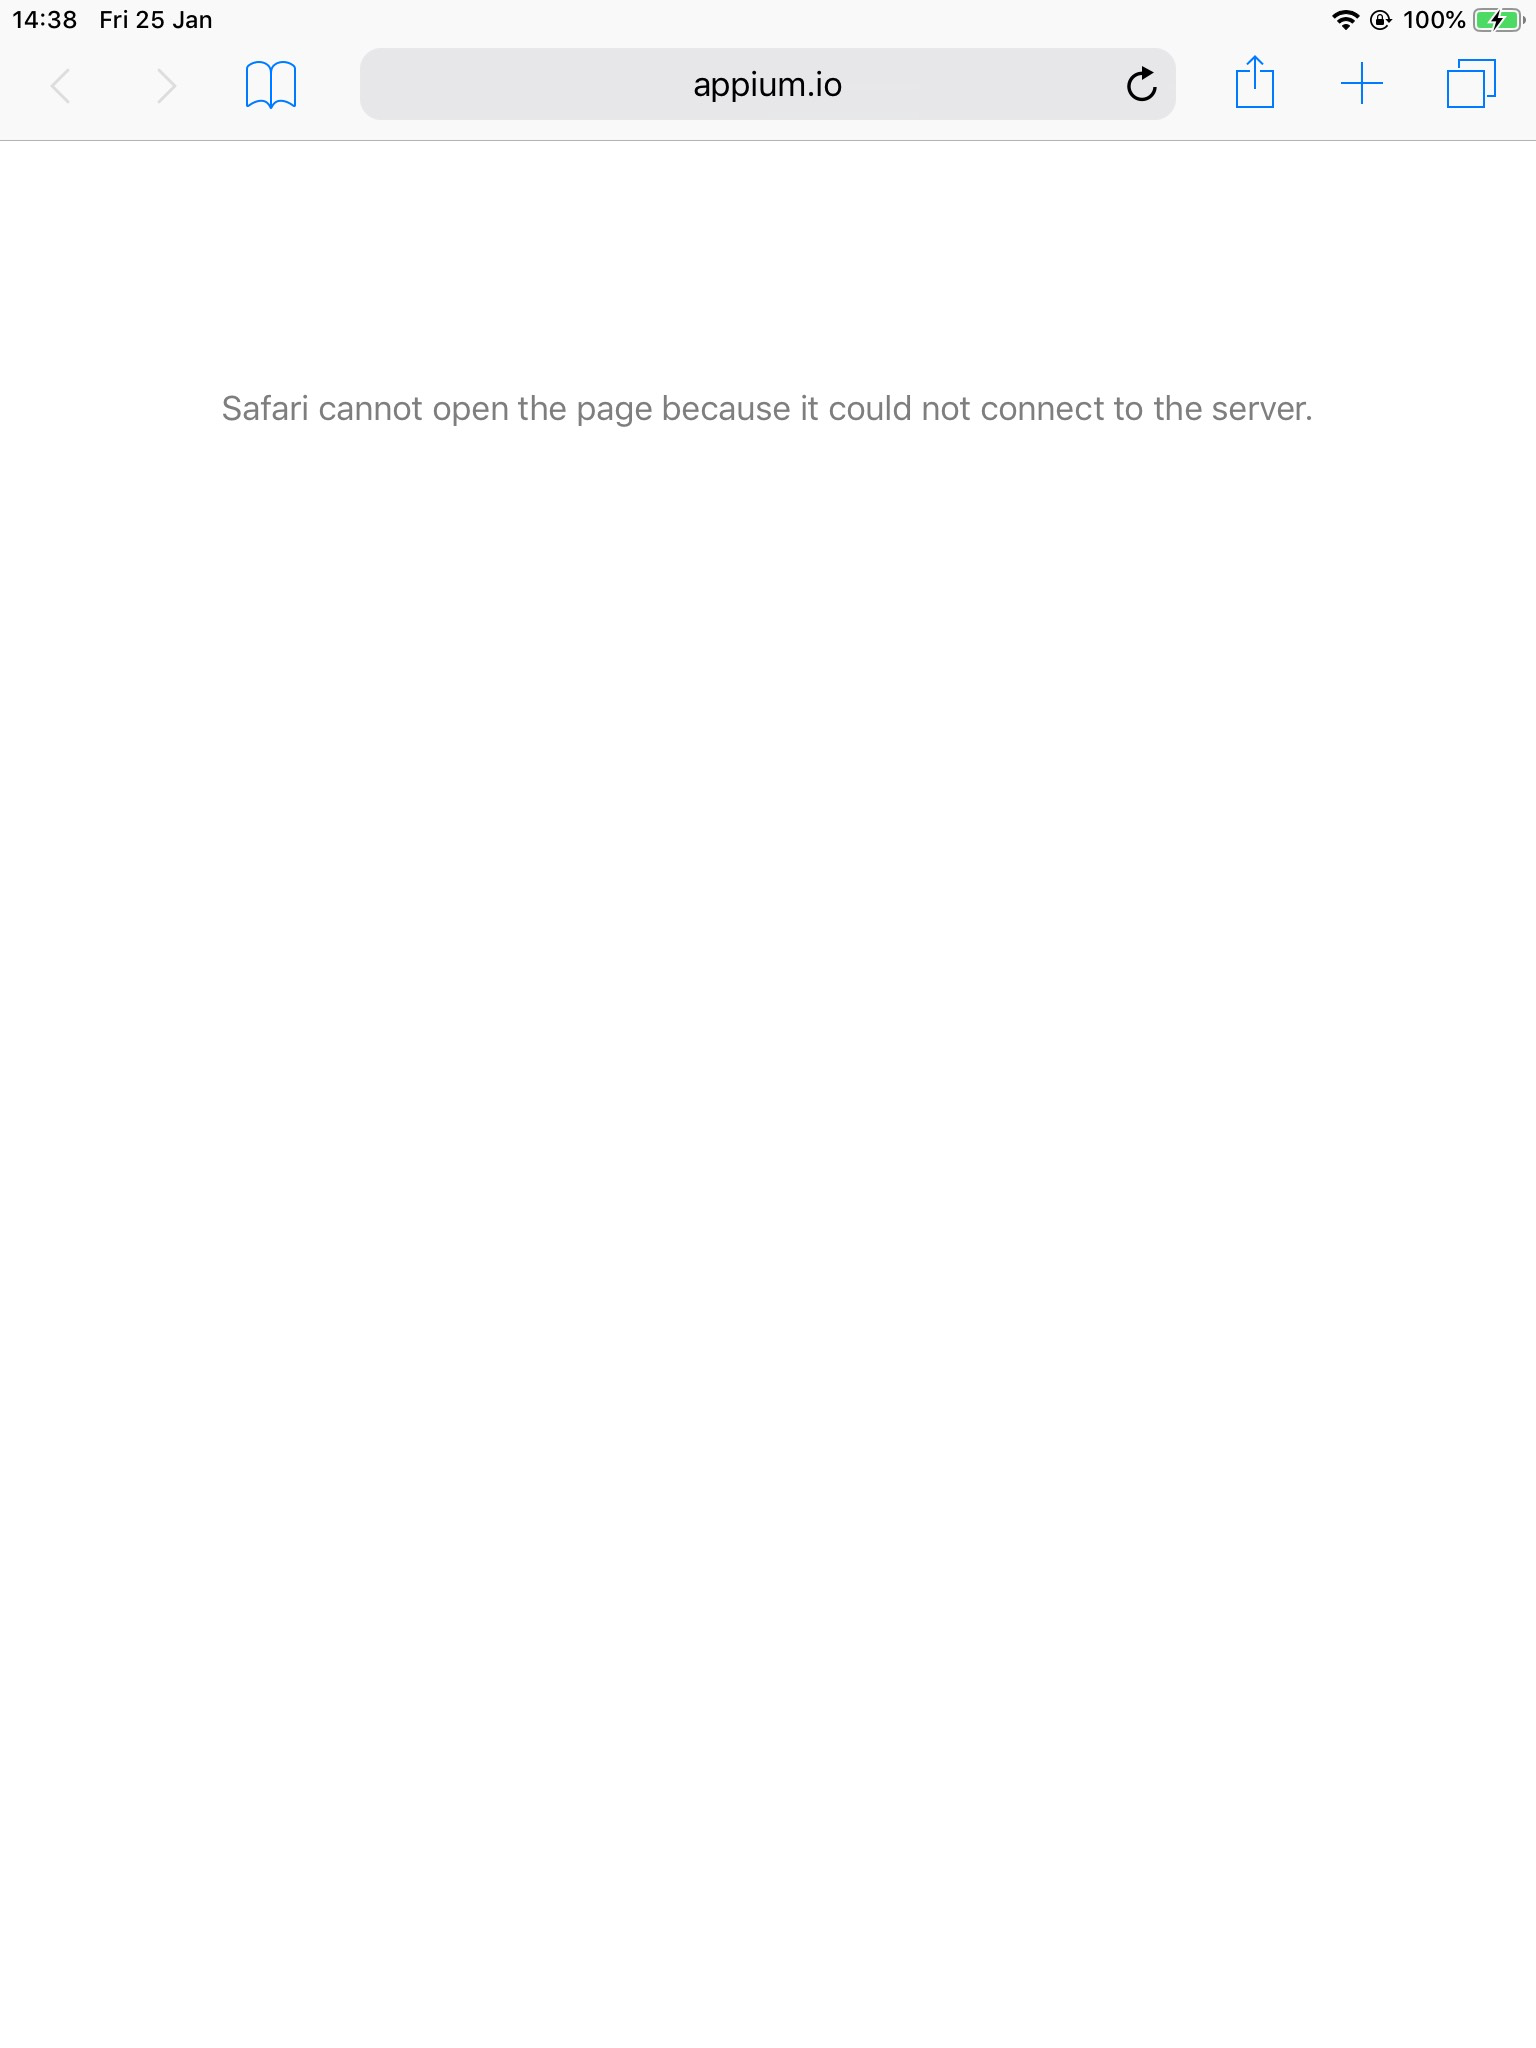 14:38 Fri 25 Jan 100%
appium.io
Safari cannot open the page because it could not connect to the server.